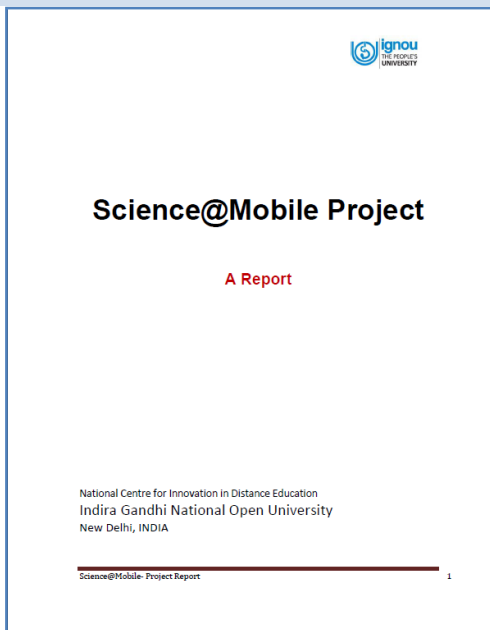 ignou
THE PEOPLE'S
UNIVERSITY
Science@Mobile Project
A Report
National Centre for Innovation in Distance Education
Indira Gandhi National Open University
New Delhi, INDIA
Science@Mobile- Project Report 1